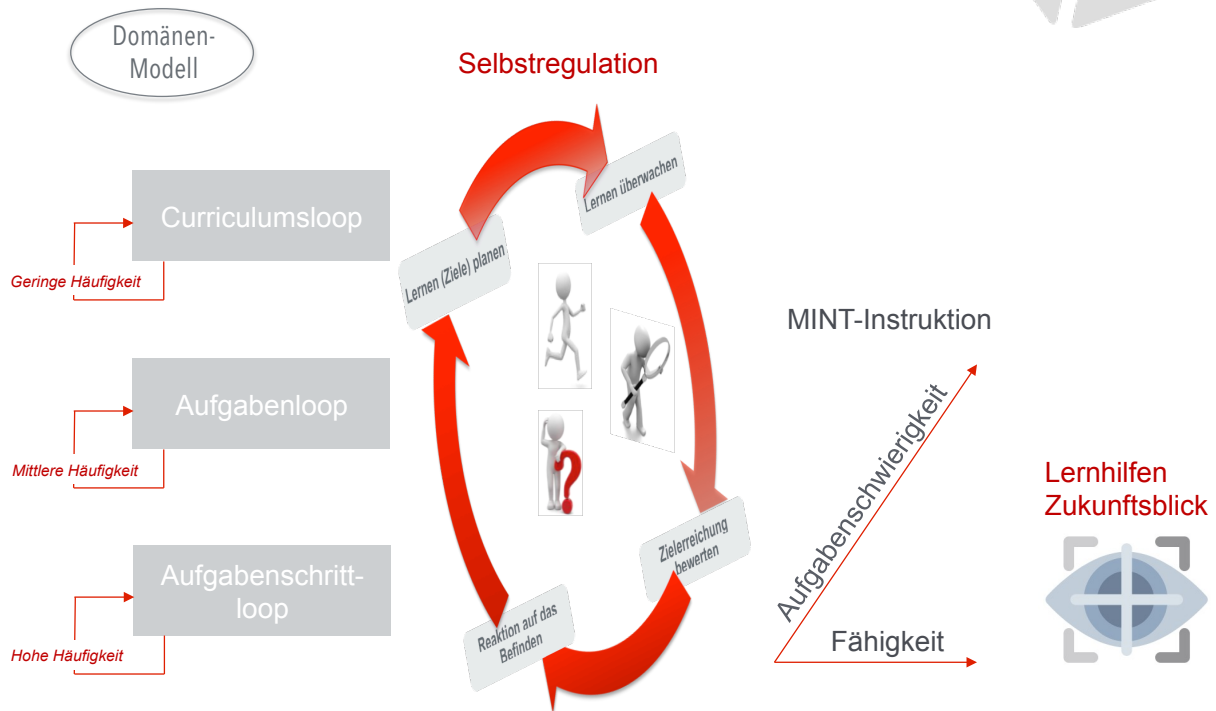 Domänen-
Modell
Selbstregulation
Curriculumsloop
Geringe Häufigkeit
Aufgabenloop
Mittlere Häufigkeit
Aufgabenschritt-
loop
Hohe Häufigkeit
Lernen überwachen
Lernen (Ziele) planen
Zielerreichung
bewerten
Reaktion auf das
Befinden
MINT-Instruktion
Aufgabenschwierigkeit
Fähigkeit
Lernhilfen
Zukunftsblick